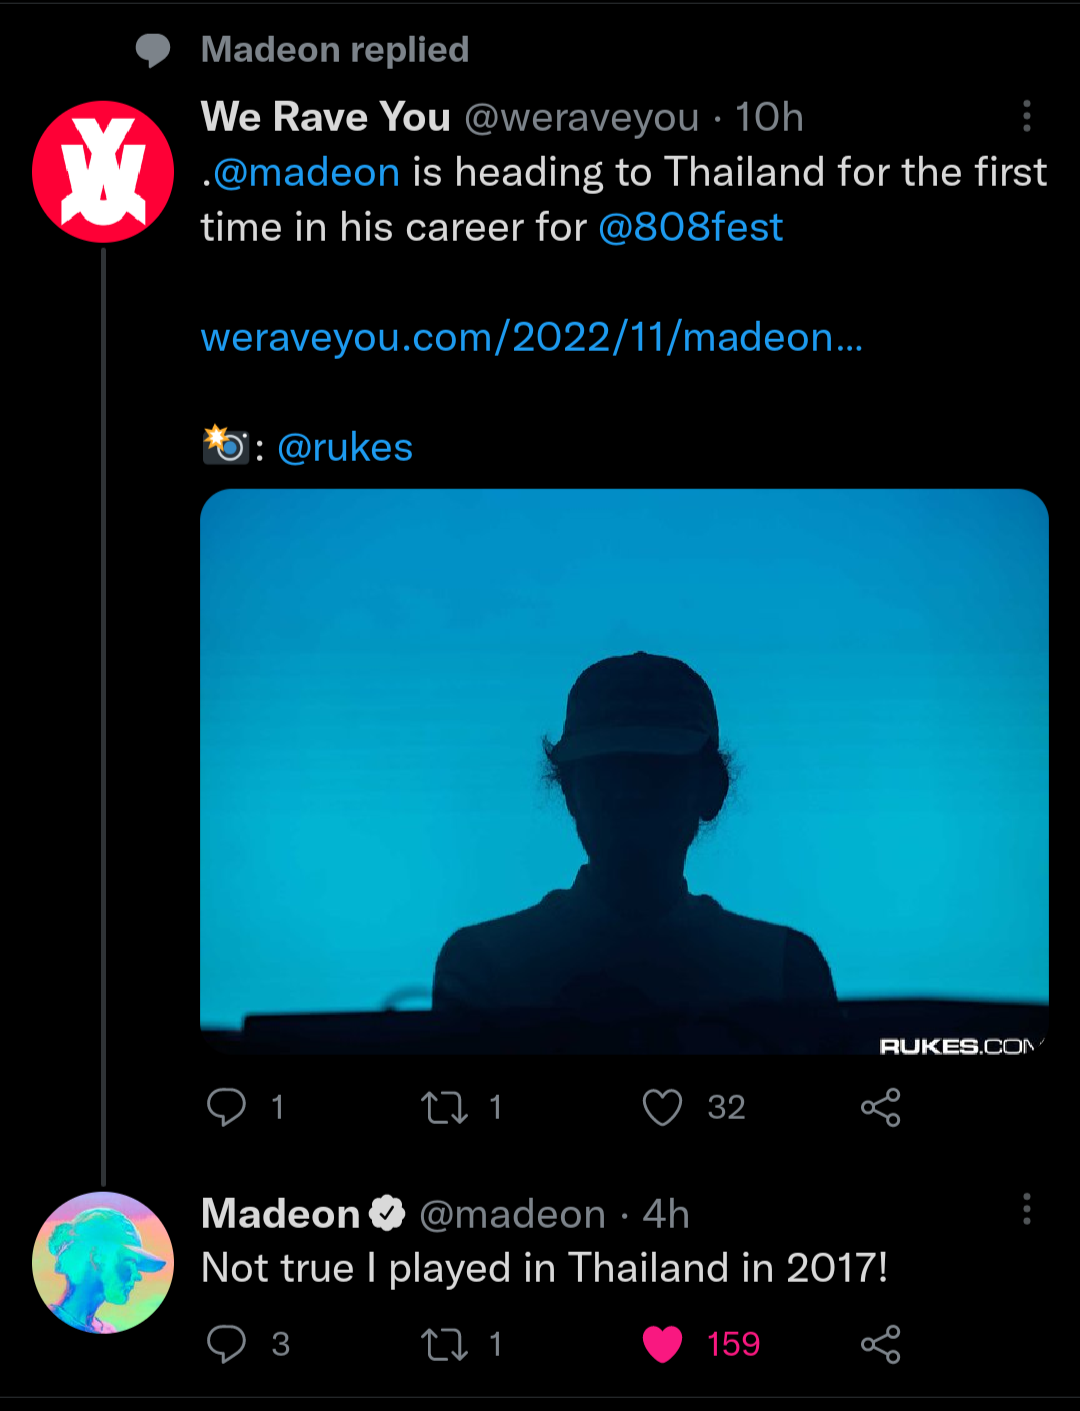 Madeon replied
We Rave You @weraveyou · 10h
.@madeon is heading to Thailand for the first
time in his career for @808fest
weraveyou.com/2022/11/madeon...
📸: @rukes
RUKES.COM
1 1 32
Madeon @madeon · 4h
Not true I played in Thailand in 2017!
3 1 159